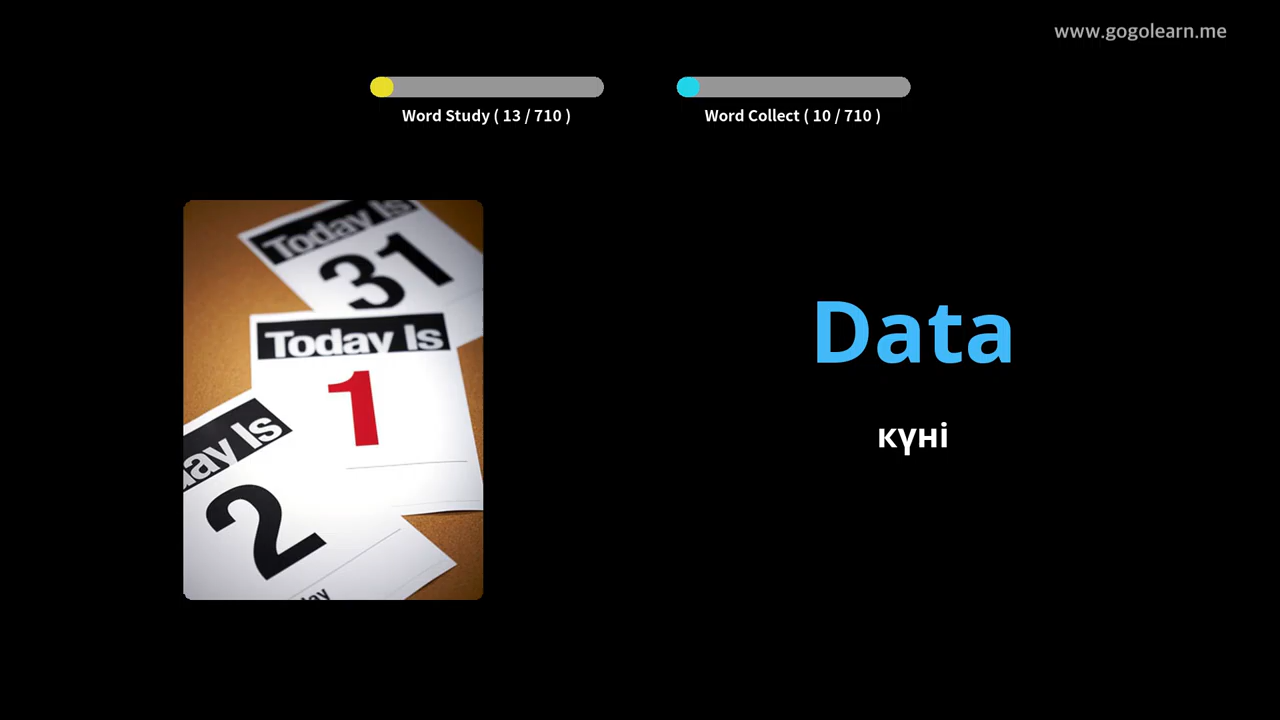 www.gogolearn.me
Word Study ( 13 / 710 )
Word Collect ( 10 / 710 )
Today Is
31
Today Is
1
ay Is
2
day
Data
күні